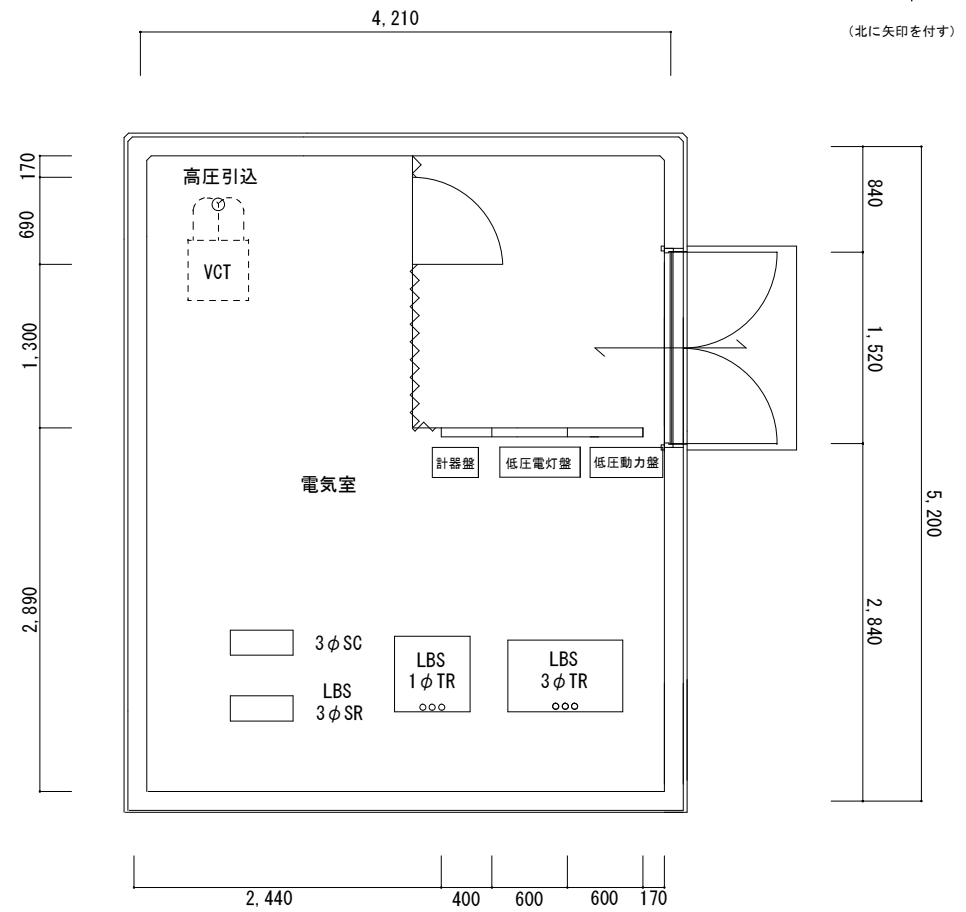 4,210
(北に矢印を付す)
高圧引込
VCT
170
690
1,300
2,890
840
1,520
2,840
5,200
計器盤
低圧電灯盤
低圧動力盤
電気室
3φSC
LBS
3φSR
LBS
1φTR
LBS
3φTR
2,440
400
600
600
170